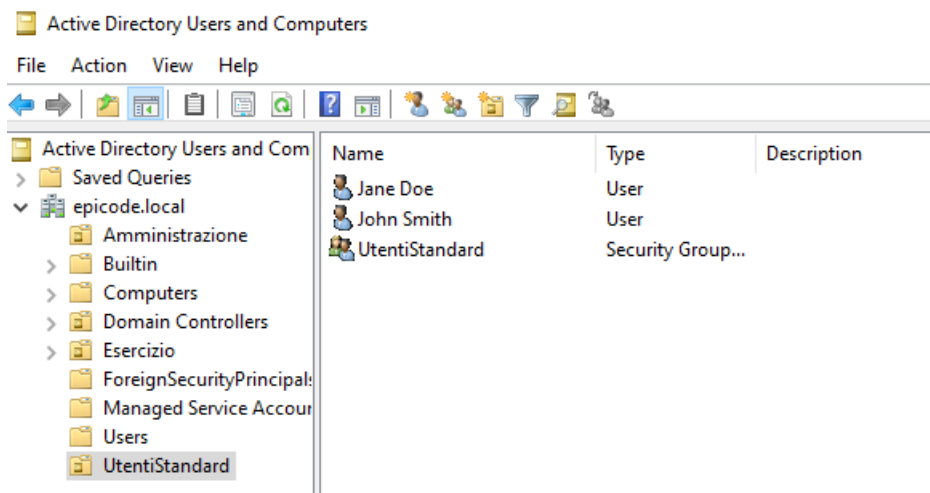 Active Directory Users and Computers
File Action View Help
Active Directory Users and Com
Saved Queries
epicode.local
Amministrazione
Builtin
Computers
Domain Controllers
Esercizio
ForeignSecurityPrincipals
Managed Service Accour
Users
UtentiStandard
Name Type Description
Jane Doe User
John Smith User
UtentiStandard Security Group...